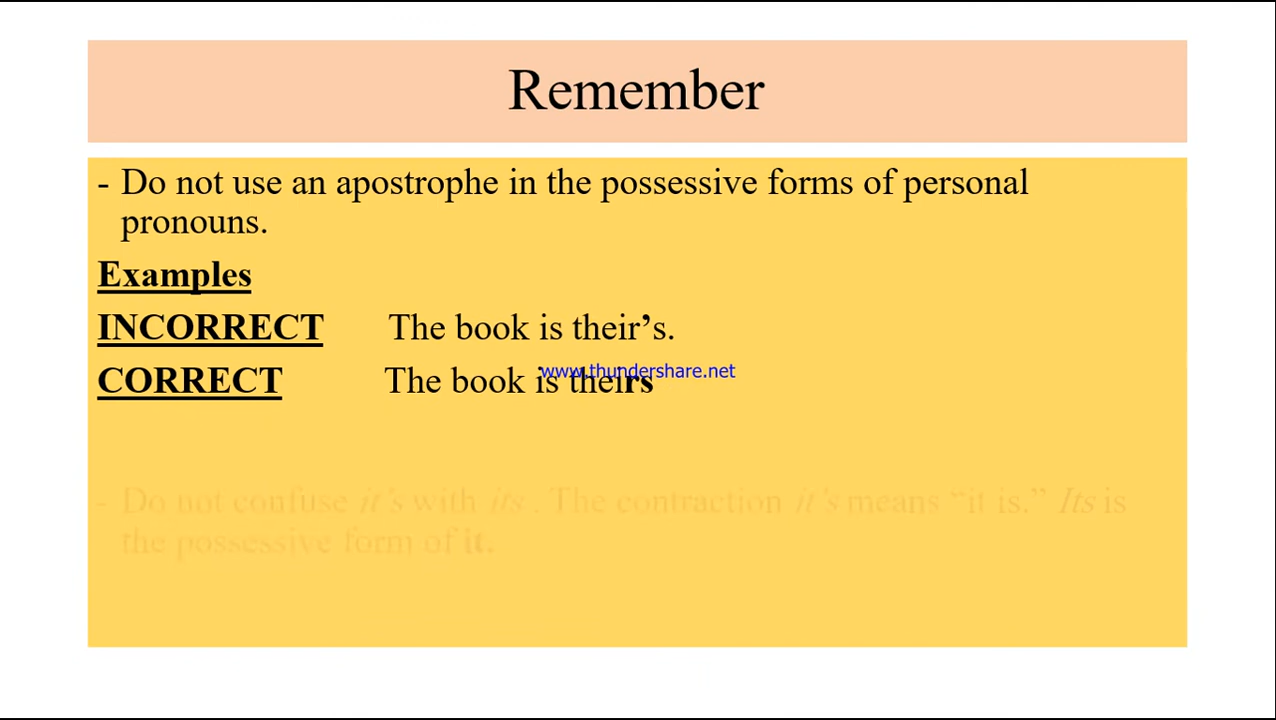 Remember
- Do not use an apostrophe in the possessive forms of personal
pronouns.
Examples
INCORRECT The book is their’s.
CORRECT The book is theirs
www.thundershare.net
- Do not confuse it’s with its . The contraction it’s means “it is.” Its is
the possessive form of it.